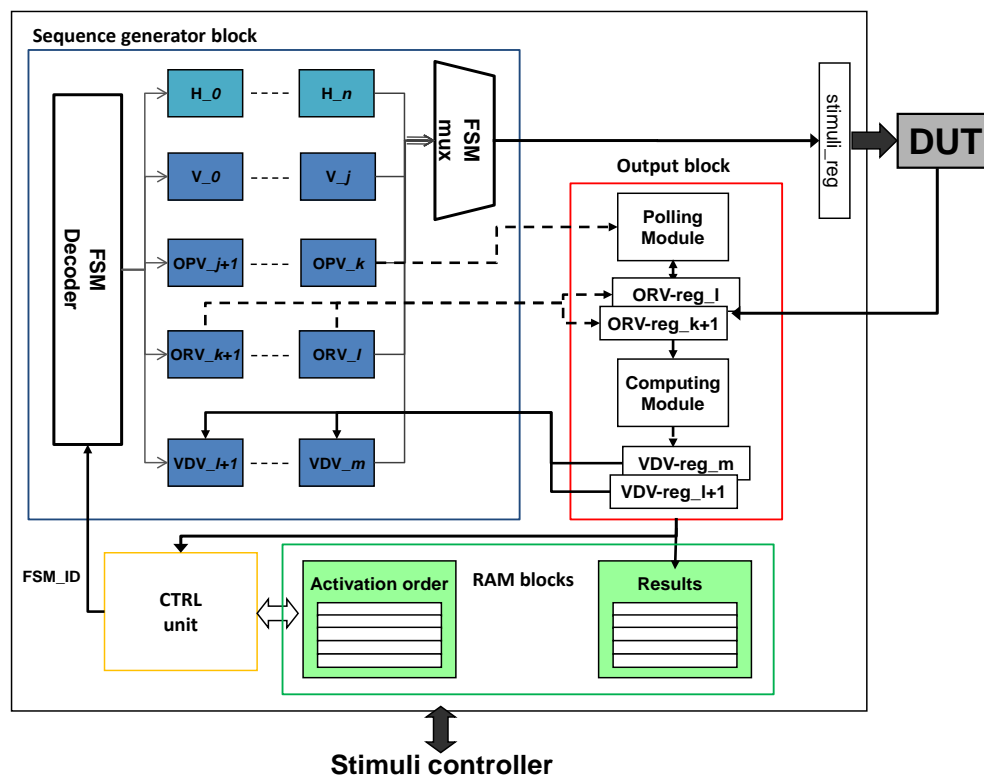 Sequence generator block
FSM
Decoder
H_0
H_n
V_0
V_j
OPV_j+1
OPV_k
ORV_k+1
ORV_l
VDV_l+1
VDV_m
FSM
mux
stimuli_reg
DUT
Output block
Polling
Module
ORV-reg_l
ORV-reg_k+1
Computing
Module
VDV-reg_m
VDV-reg_l+1
FSM_ID
CTRL
unit
Activation order
RAM blocks
Results
Stimuli controller